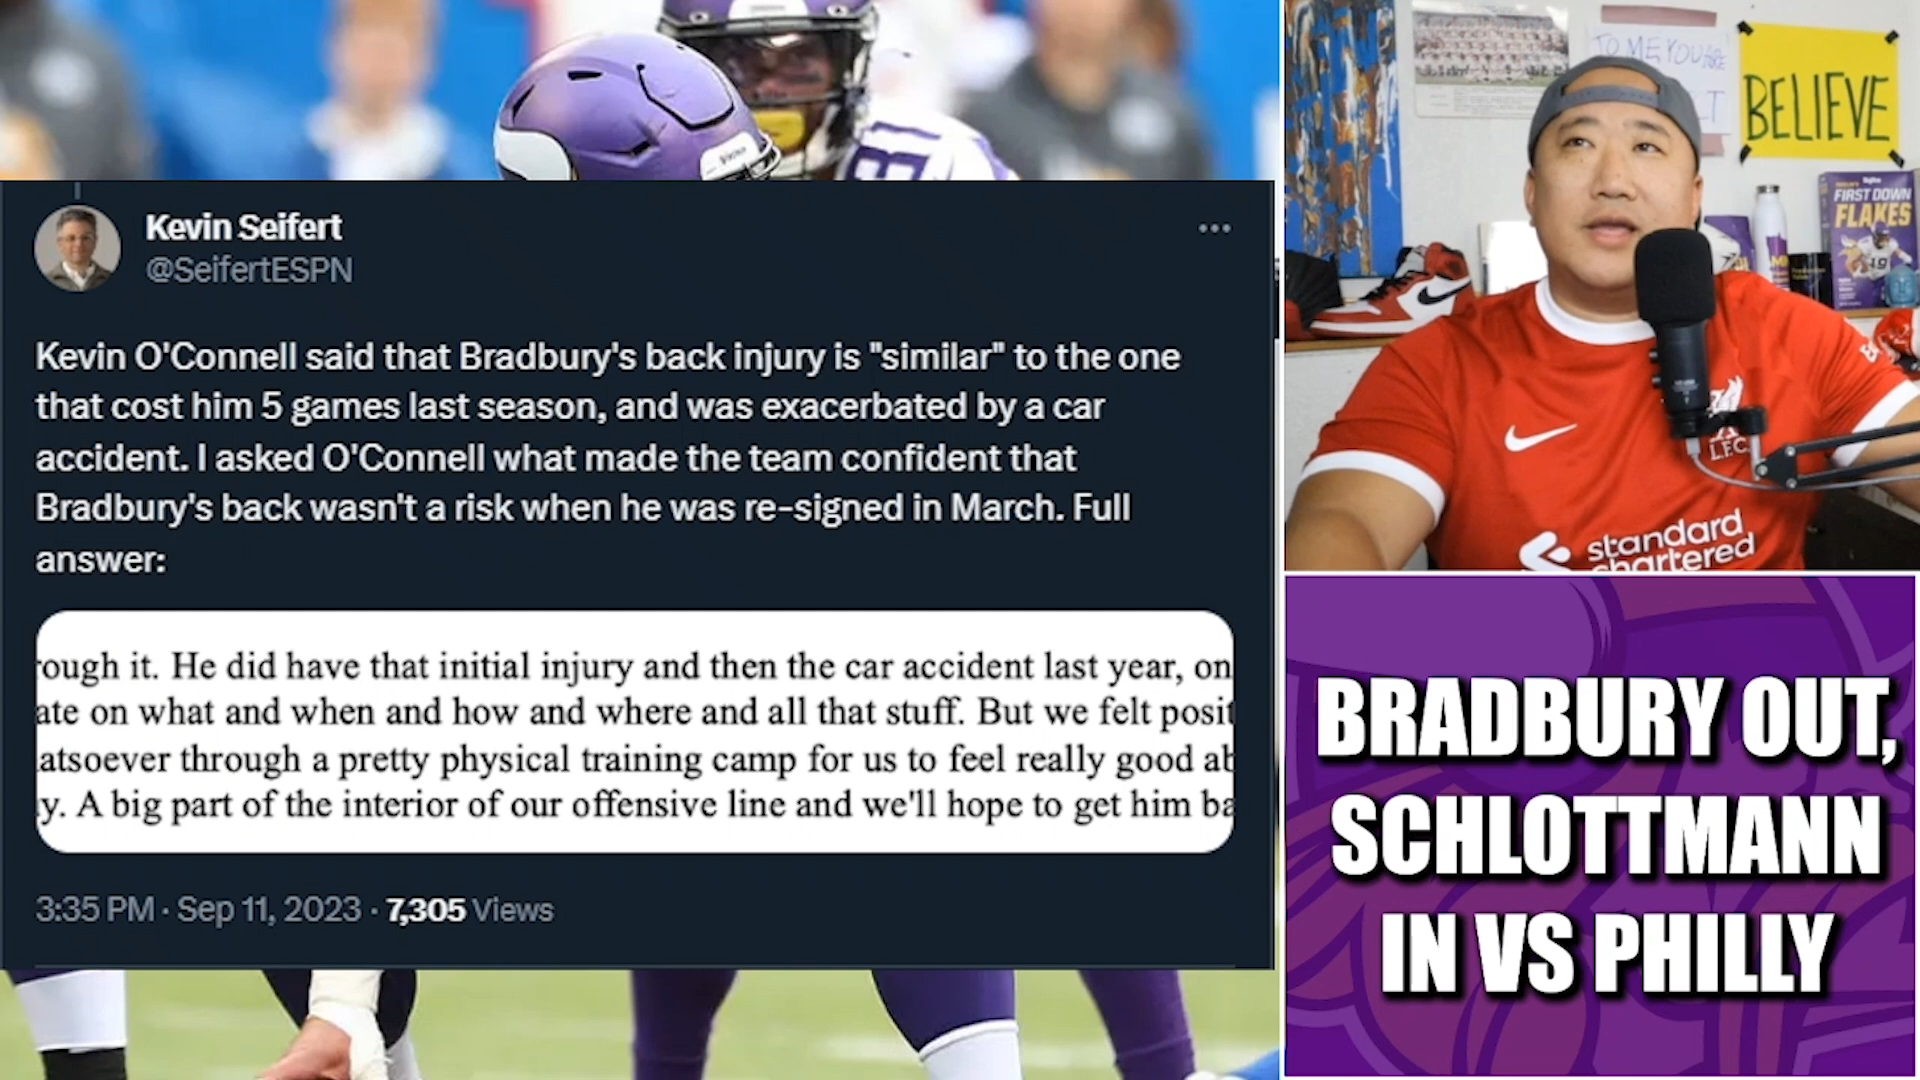 Kevin Seifert
@SeifertESPN
Kevin O'Connell said that Bradbury's back injury is "similar" to the one
that cost him 5 games last season, and was exacerbated by a car
accident. I asked O'Connell what made the team confident that
Bradbury's back wasn't a risk when he was re-signed in March. Full
answer:
rough it. He did have that initial injury and then the car accident last year, on
ate on what and when and how and where and all that stuff. But we felt posit
atsoever through a pretty physical training camp for us to feel really good ab
y. A big part of the interior of our offensive line and we'll hope to get him ba
3:35 PM · Sep 11, 2023 · 7,305 Views
31
TO ME YOU
BELIEVE
FIRST DOWN
FLAKES
19
L.F.C.
standard
chartered
BRADBURY OUT,
SCHLOTTMANN
IN VS PHILLY